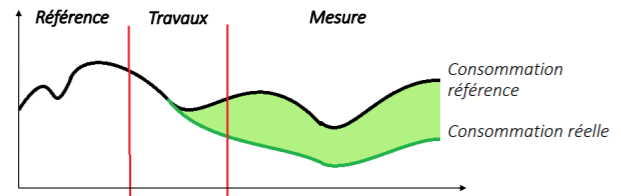 Référence Travaux Mesure
Consommation
référence
Consommation réelle